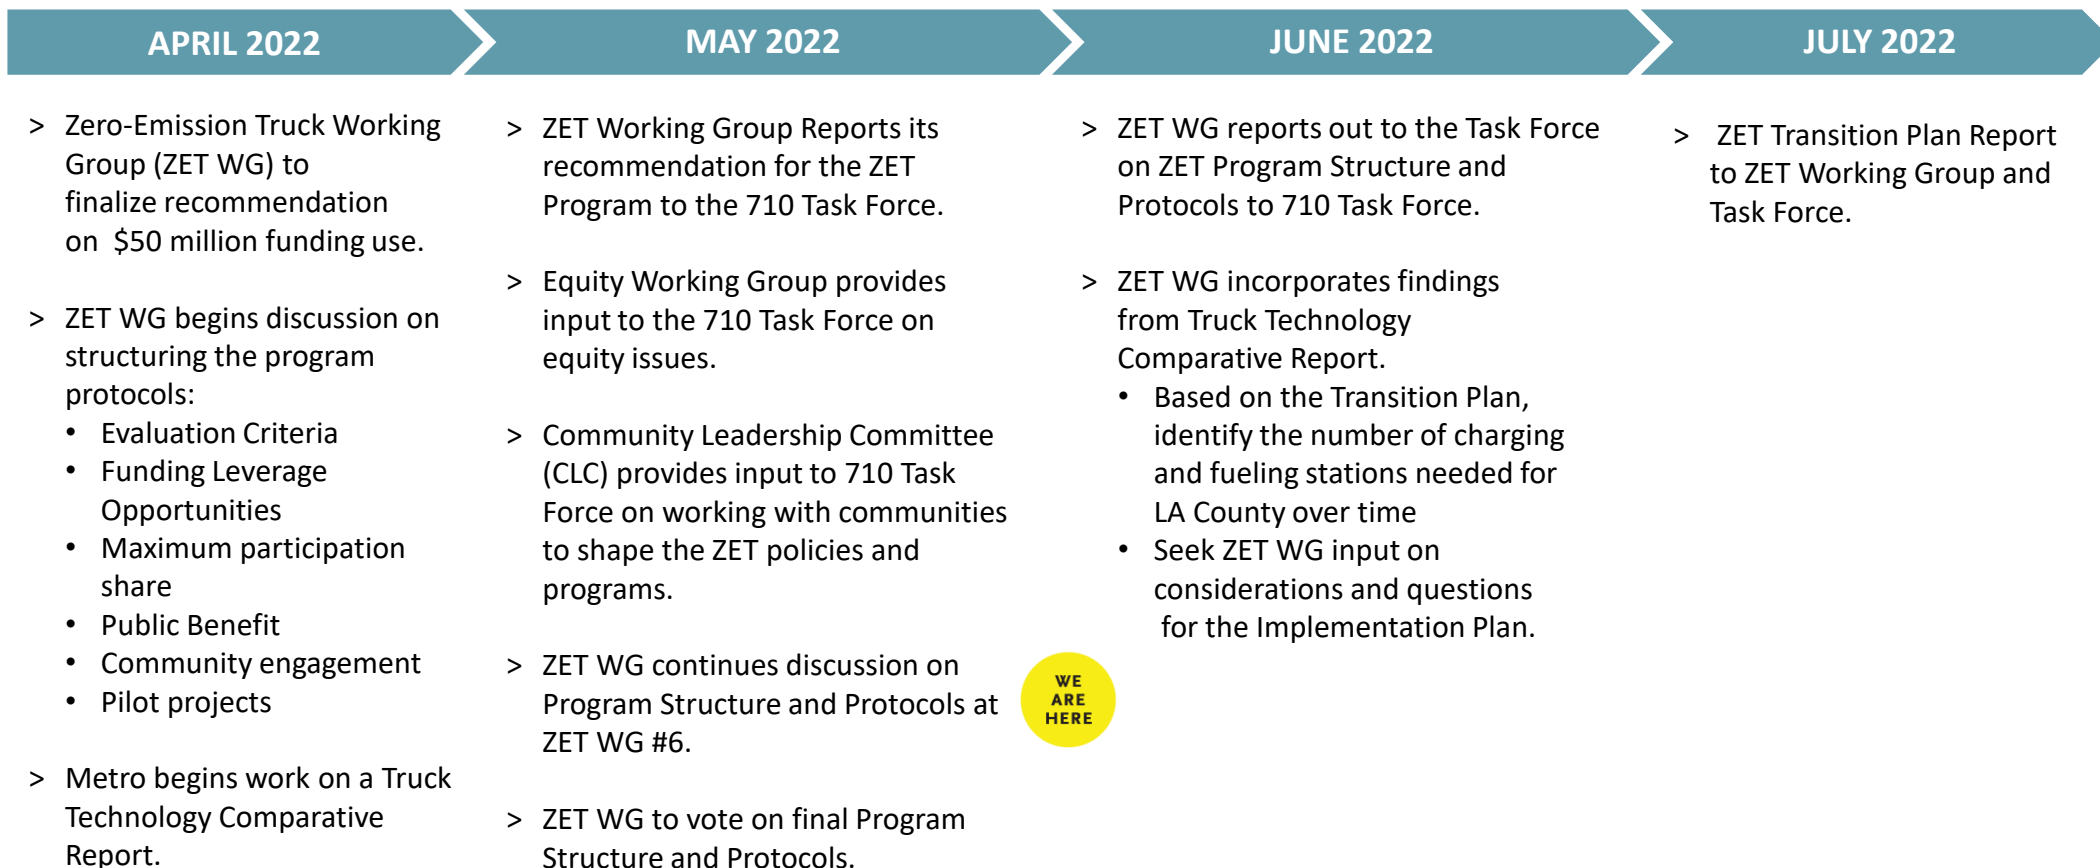 APRIL 2022
> Zero-Emission Truck Working
Group (ZET WG) to
finalize recommendation
on $50 million funding use.
> ZET WG begins discussion on
structuring the program
protocols:
• Evaluation Criteria
• Funding Leverage
Opportunities
• Maximum participation
share
• Public Benefit
• Community engagement
• Pilot projects
> Metro begins work on a Truck
Technology Comparative
Report.
MAY 2022
> ZET Working Group Reports its
recommendation for the ZET
Program to the 710 Task Force.
> Equity Working Group provides
input to the 710 Task Force on
equity issues.
> Community Leadership Committee
(CLC) provides input to 710 Task
Force on working with communities
to shape the ZET policies and
programs.
> ZET WG continues discussion on
Program Structure and Protocols at
ZET WG #6.
> ZET WG to vote on final Program
Structure and Protocols.
WE
ARE
HERE
JUNE 2022
> ZET WG reports out to the Task Force
on ZET Program Structure and
Protocols to 710 Task Force.
> ZET WG incorporates findings
from Truck Technology
Comparative Report.
• Based on the Transition Plan,
identify the number of charging
and fueling stations needed for
LA County over time
• Seek ZET WG input on
considerations and questions
for the Implementation Plan.
JULY 2022
> ZET Transition Plan Report
to ZET Working Group and
Task Force.